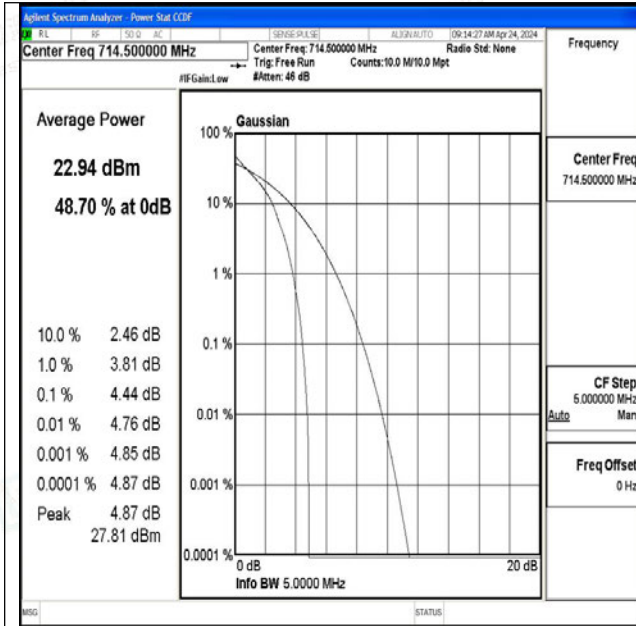 Agilent Spectrum Analyzer - Power Stat CCDF
RL RF 50 Ω AC SENSE:PULSE ALIGN AUTO 09:14:27 AM Apr 24, 2024
Center Freq 714.500000 MHz
Center Freq: 714.500000 MHz Radio Std: None
Trig: Free Run Counts:10.0 M/10.0 Mpt
#IFGain:Low #Atten: 46 dB
Frequency
Average Power
22.94 dBm
48.70 % at 0dB
10.0 % 2.46 dB
1.0 % 3.81 dB
0.1 % 4.44 dB
0.01 % 4.76 dB
0.001 % 4.85 dB
0.0001 % 4.87 dB
Peak 4.87 dB
27.81 dBm
Gaussian
100 %
10 %
1 %
0.1 %
0.01 %
0.001 %
0.0001 %
0 dB 20 dB
Info BW 5.0000 MHz
Center Freq
714.500000 MHz
CF Step
5.000000 MHz
Auto Man
Freq Offset
0 Hz
MSG STATUS